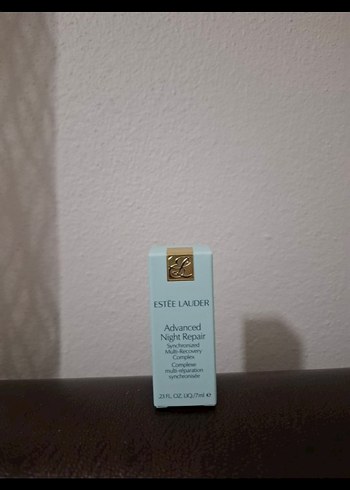 ESTĒE LAUDER
Advanced
Night Repair
Synchronized
Multi-Recovery
Complex
Complexe
multi-réparation
synchronisée
.23 FL.OZ.LIQ./7ml ℮